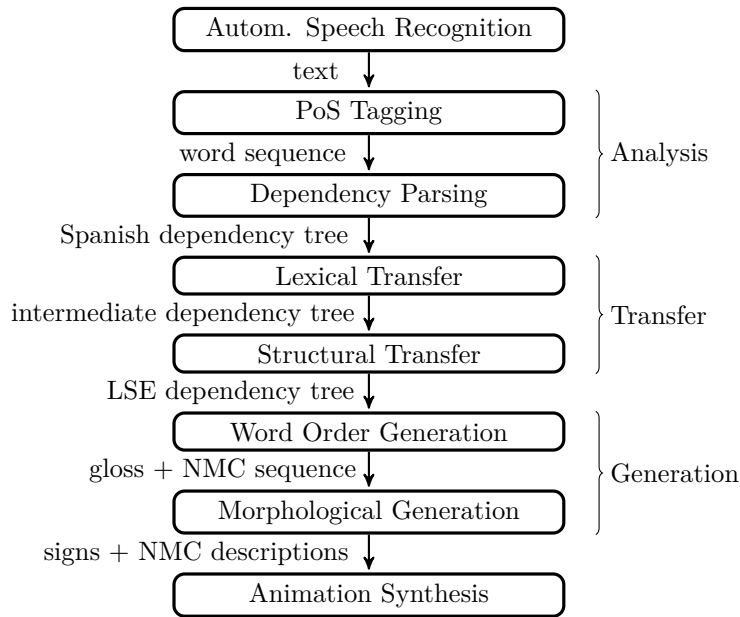 Autom. Speech Recognition
text
PoS Tagging
word sequence
Analysis
Dependency Parsing
Spanish dependency tree
Lexical Transfer
intermediate dependency tree
Transfer
Structural Transfer
LSE dependency tree
Word Order Generation
gloss + NMC sequence
Generation
Morphological Generation
signs + NMC descriptions
Animation Synthesis